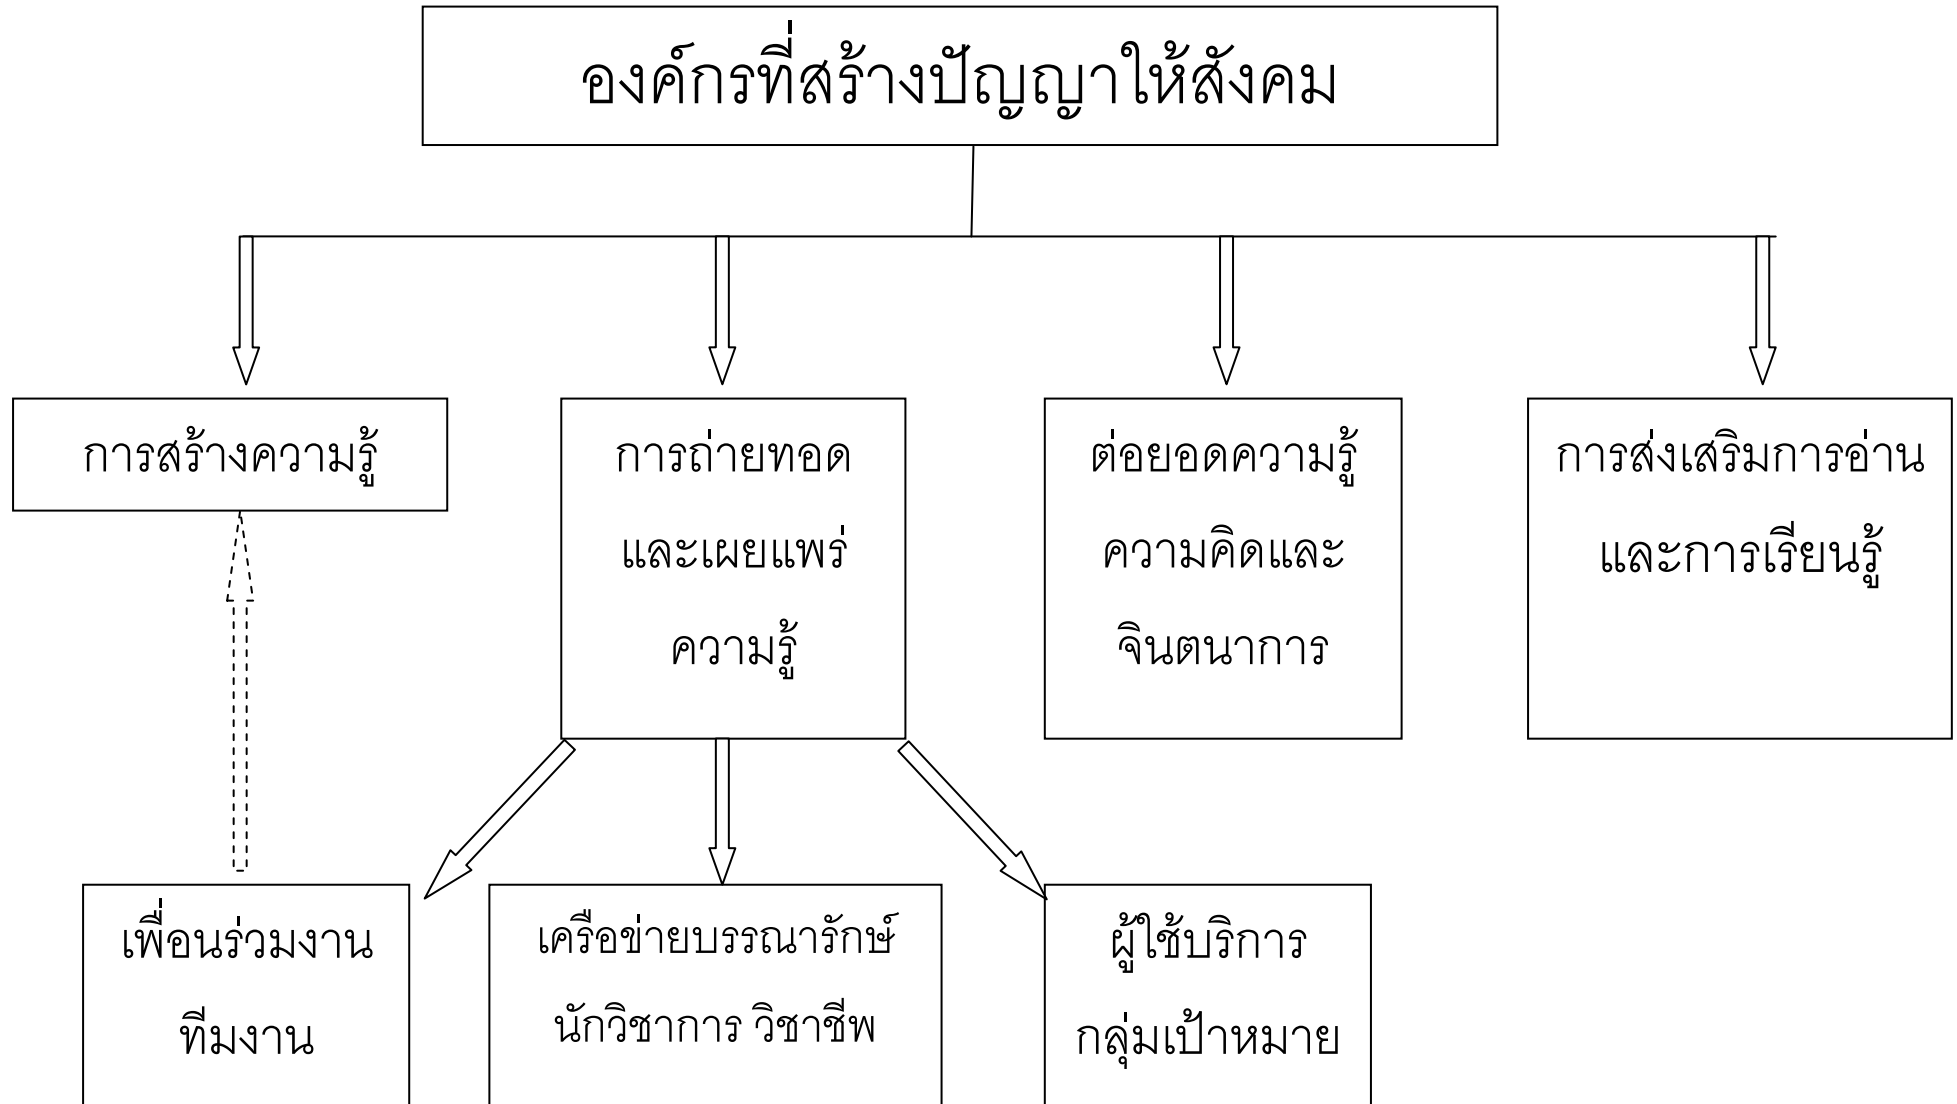 องค์กรที่สร้างปัญญาให้สังคม
การสร้างความรู้
การถ่ายทอด
และเผยแพร่
ความรู้
ต่อยอดความรู้
ความคิดและ
จินตนาการ
การส่งเสริมการอ่าน
และการเรียนรู้
เพื่อนร่วมงาน
ทีมงาน
เครือข่ายบรรณารักษ์
นักวิชาการ วิชาชีพ
ผู้ใช้บริการ
กลุ่มเป้าหมาย